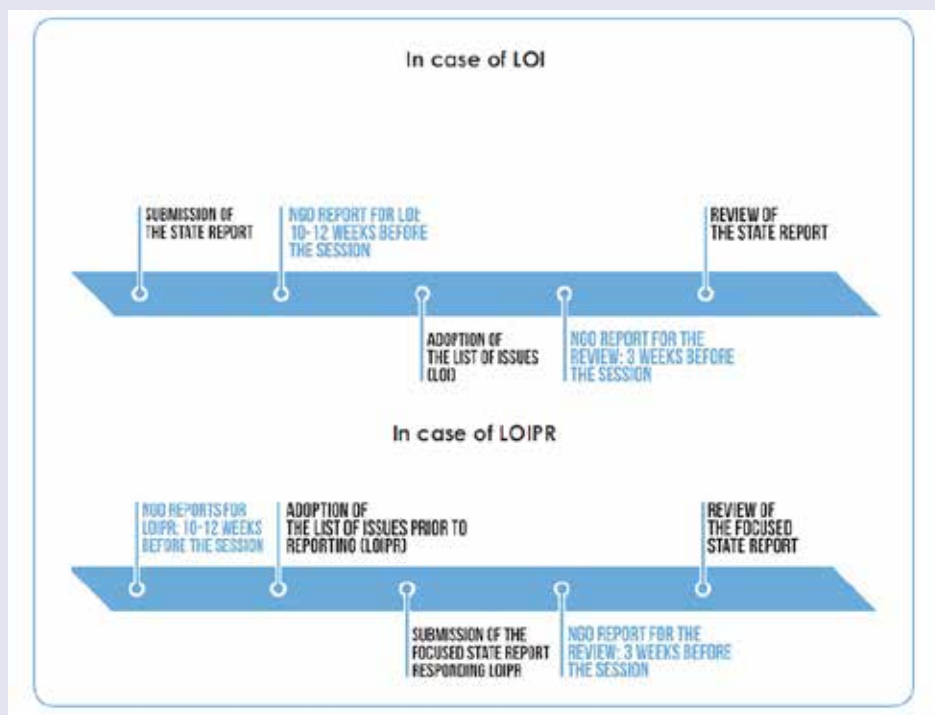 In case of LOI
SUBMISSION OF
THE STATE REPORT
NGO REPORT FOR LOI:
10-12 WEEKS BEFORE
THE SESSION
ADOPTION OF
THE LIST OF ISSUES
(LOI)
NGO REPORT FOR THE
REVIEW: 3 WEEKS BEFORE
THE SESSION
REVIEW OF
THE STATE REPORT
In case of LOIPR
NGO REPORTS FOR
LOIPR: 10-12 WEEKS
BEFORE THE SESSION
ADOPTION OF
THE LIST OF ISSUES PRIOR TO
REPORTING (LOIPR)
SUBMISSION OF THE
FOCUSED STATE REPORT
RESPONDING LOIPR
NGO REPORT FOR THE
REVIEW: 3 WEEKS BEFORE
THE SESSION
REVIEW OF
THE FOCUSED
STATE REPORT